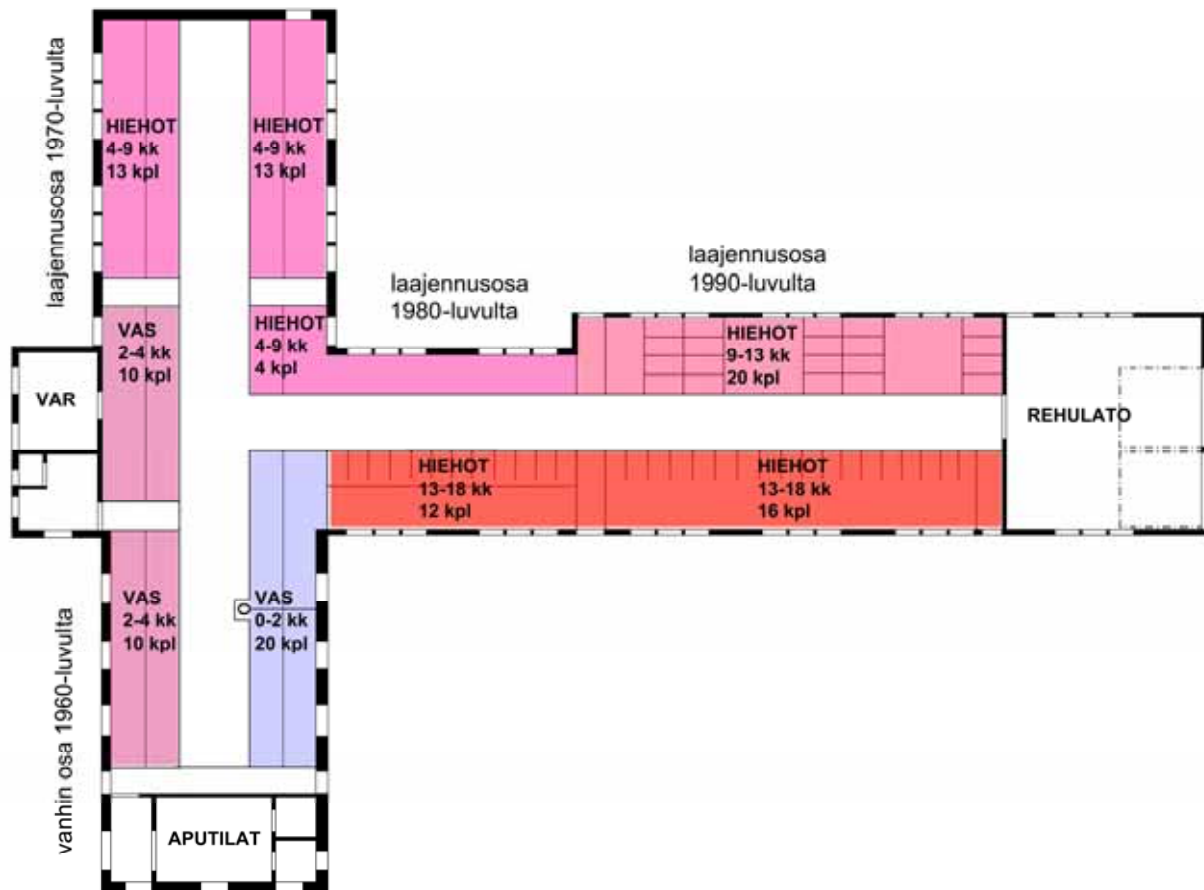 laajennusosa 1970-luvulta
HIEHOT
4-9 kk
13 kpl
HIEHOT
4-9 kk
13 kpl
laajennusosa
1980-luvulta
laajennusosa
1990-luvulta
VAS
2-4 kk
10 kpl
HIEHOT
4-9 kk
4 kpl
HIEHOT
9-13 kk
20 kpl
VAR
REHULATO
HIEHOT
13-18 kk
12 kpl
HIEHOT
13-18 kk
16 kpl
vanhin osa 1960-luvulta
VAS
2-4 kk
10 kpl
VAS
0-2 kk
20 kpl
APUTILAT